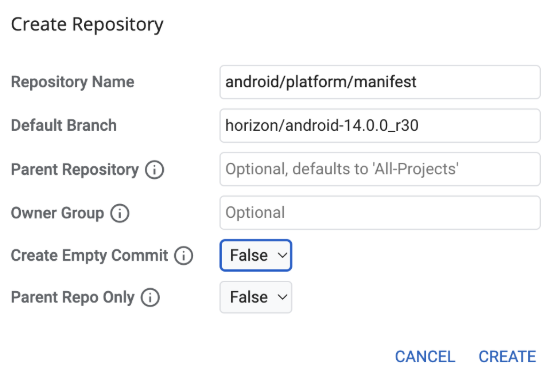 Create Repository
Repository Name android/platform/manifest
Default Branch horizon/android-14.0.0_r30
Parent Repository Optional, defaults to 'All-Projects'
Owner Group Optional
Create Empty Commit False
Parent Repo Only False
CANCEL CREATE